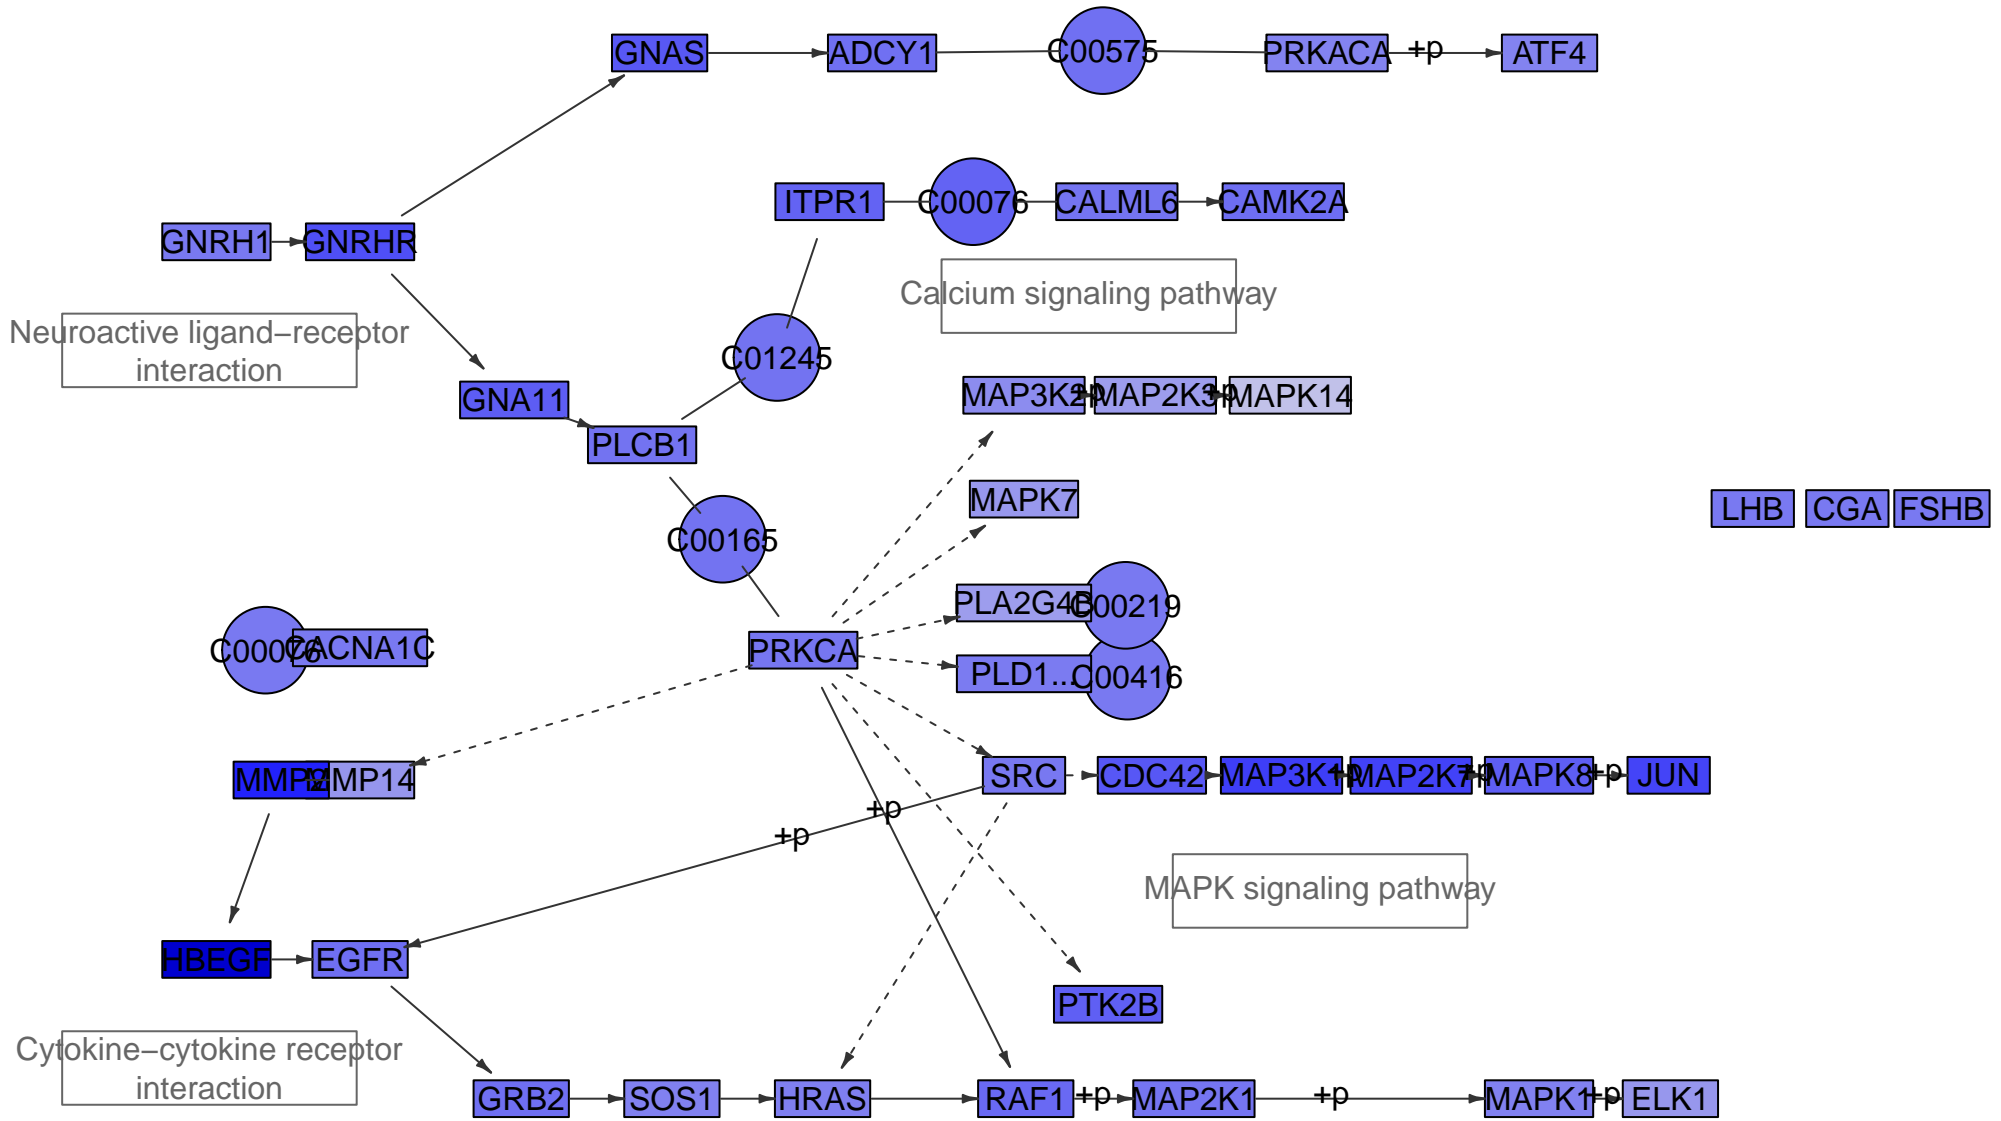 GNAS
ADCY1
C00575
PRKACA
+p
ATF4
ITPR1
C00076
CALML6
CAMK2A
GNRH1
GNRHR
Calcium signaling pathway
Neuroactive ligand–receptor
interaction
C01245
GNA11
MAP3K2
+p
MAP2K3
+p
MAPK14
PLCB1
MAPK7
LHB
CGA
FSHB
C00165
PLA2G4B
C00219
C00076
CACNA1C
PRKCA
PLD1...
C00416
MMP2
MMP14
SRC
CDC42
MAP3K1
+p
MAP2K7
+p
MAPK8
+p
JUN
+p
+p
MAPK signaling pathway
HBEGF
EGFR
PTK2B
Cytokine–cytokine receptor
interaction
GRB2
SOS1
HRAS
RAF1
+p
MAP2K1
+p
MAPK1
+p
ELK1